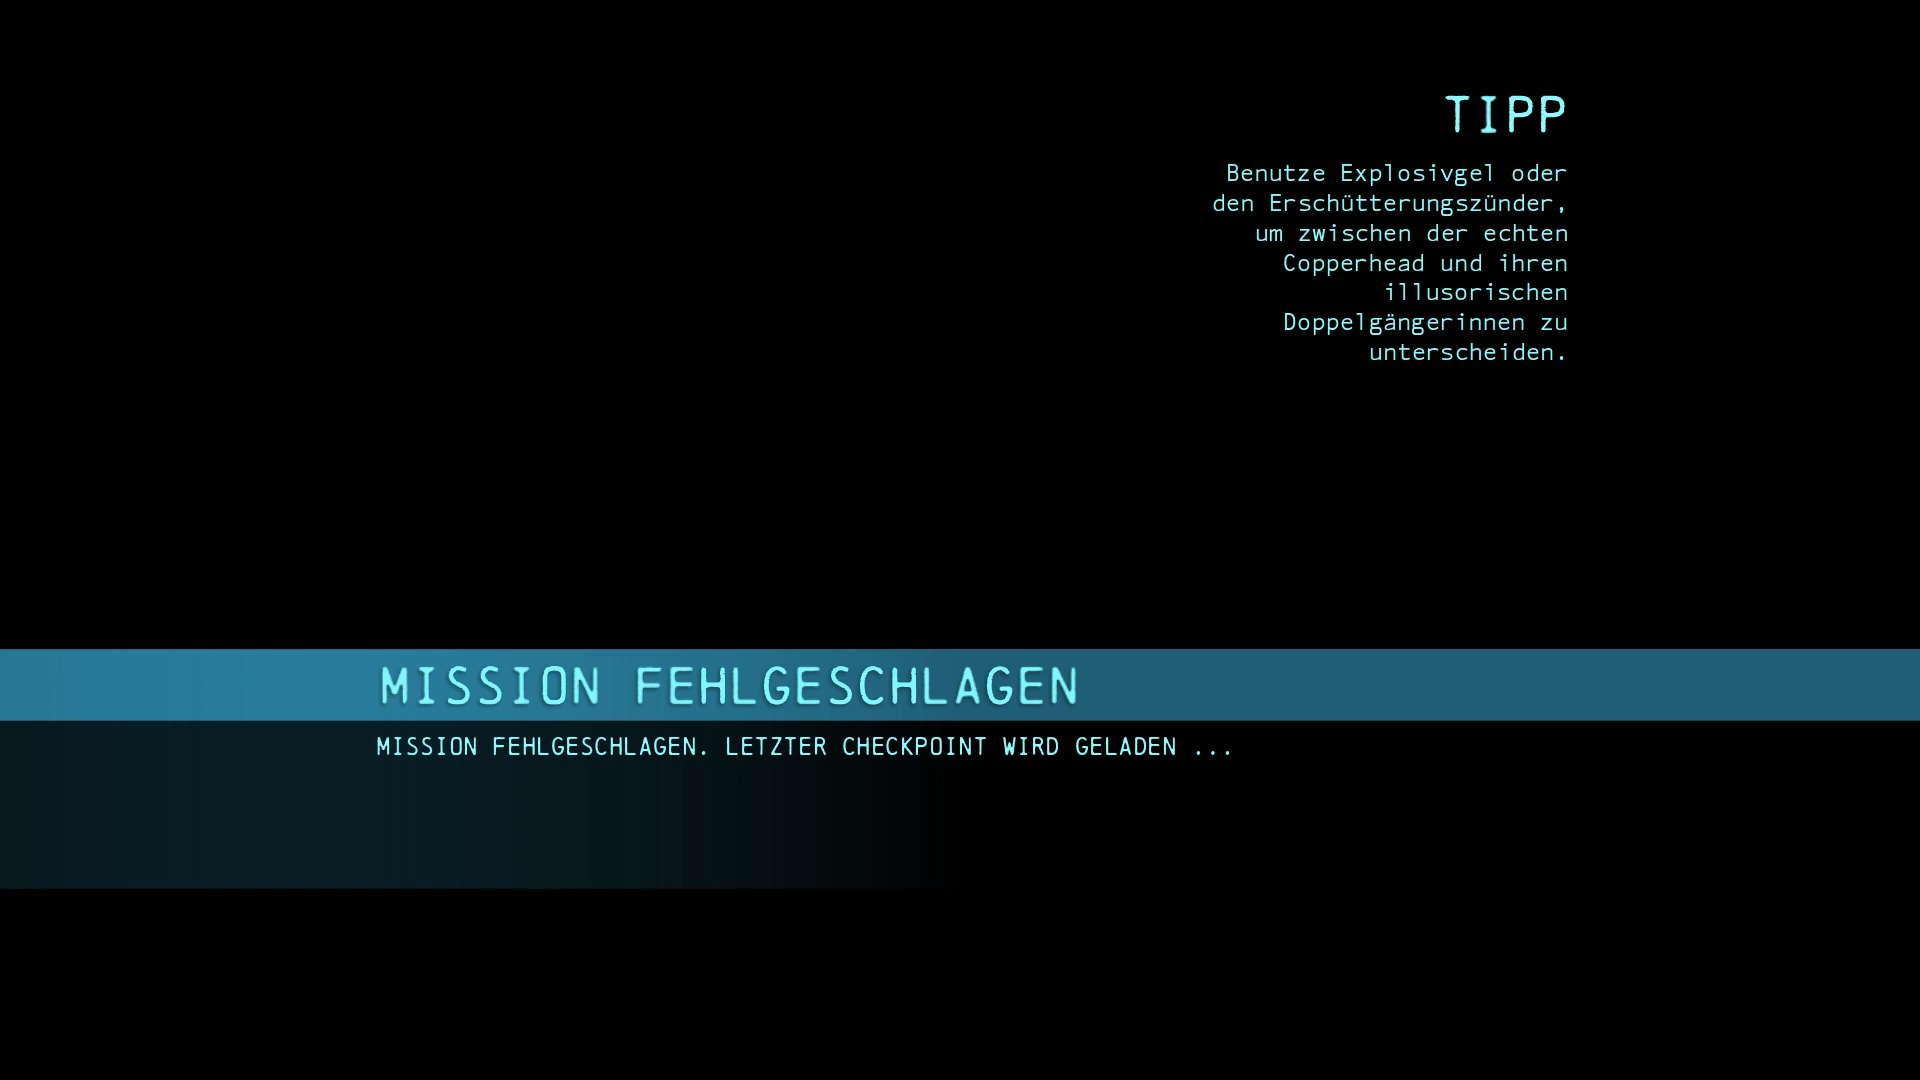 TIPP
Benutze Explosivgel oder
den Erschütterungszünder,
um zwischen der echten
Copperhead und ihren
illusorischen
Doppelgängerinnen zu
unterscheiden.
MISSION FEHLGESCHLAGEN
MISSION FEHLGESCHLAGEN. LETZTER CHECKPOINT WIRD GELADEN ...